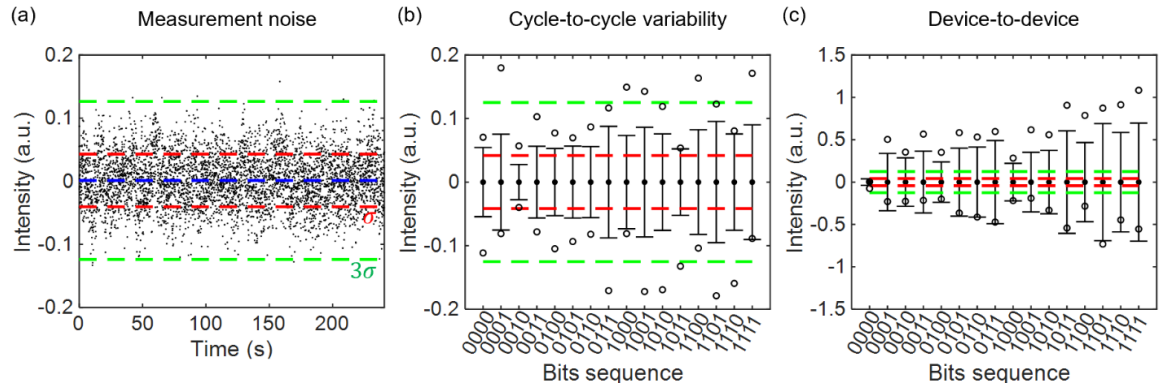 (a) Measurement noise
0.2
0.1
0
-0.1
-0.2
Intensity (a.u.)
σ
3σ
0 50 100 150 200
Time (s)
(b) Cycle-to-cycle variability
0.2
0.1
0
-0.1
-0.2
Intensity (a.u.)
0000 0001 0010 0011 0100 0101 0110 0111 1000 1001 1010 1011 1100 1101 1110 1111
Bits sequence
(c) Device-to-device
1.5
1
0.5
0
-0.5
-1
-1.5
Intensity (a.u.)
0000 0001 0010 0011 0100 0101 0110 0111 1000 1001 1010 1011 1100 1101 1110 1111
Bits sequence